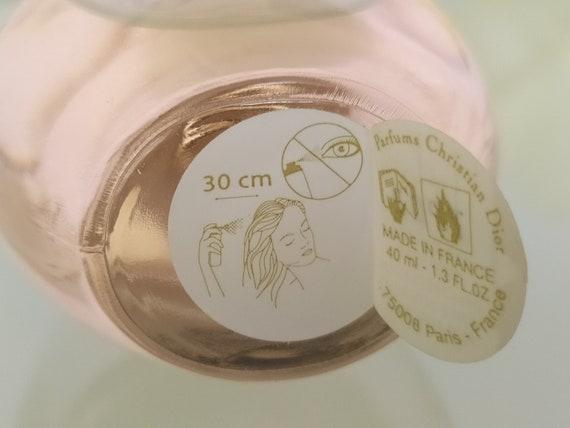 30 cm
Parfums Christian Dior
MADE IN FRANCE
40 ml - 1.3 FL.OZ
75008 Paris - France